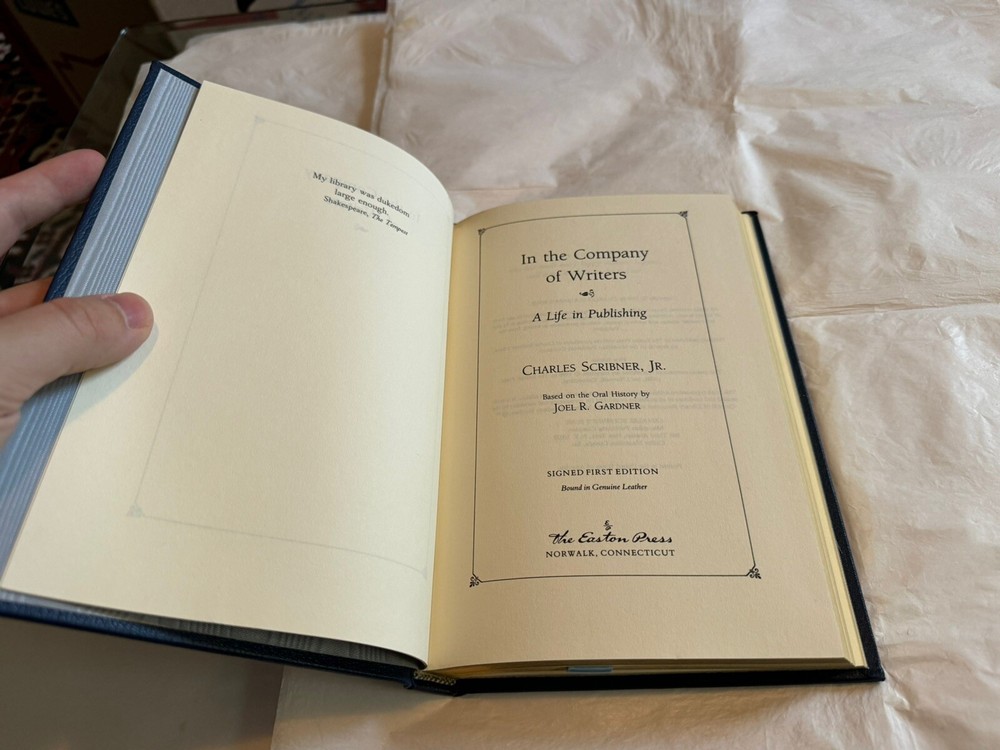 My library was dukedom
large enough.
Shakespeare, The Tempest
In the Company
of Writers
A Life in Publishing
CHARLES SCRIBNER, JR.
Based on the Oral History by
JOEL R. GARDNER
SIGNED FIRST EDITION
Bound in Genuine Leather
The Easton Press
NORWALK, CONNECTICUT